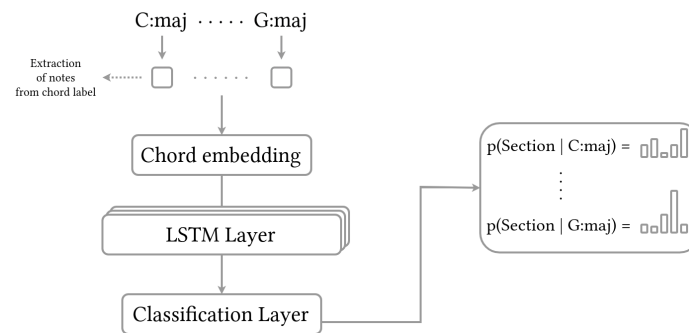 C:maj ..... G:maj
Extraction
of notes
from chord label
......
Chord embedding
LSTM Layer
Classification Layer
p(Section | C:maj) =
p(Section | G:maj) =